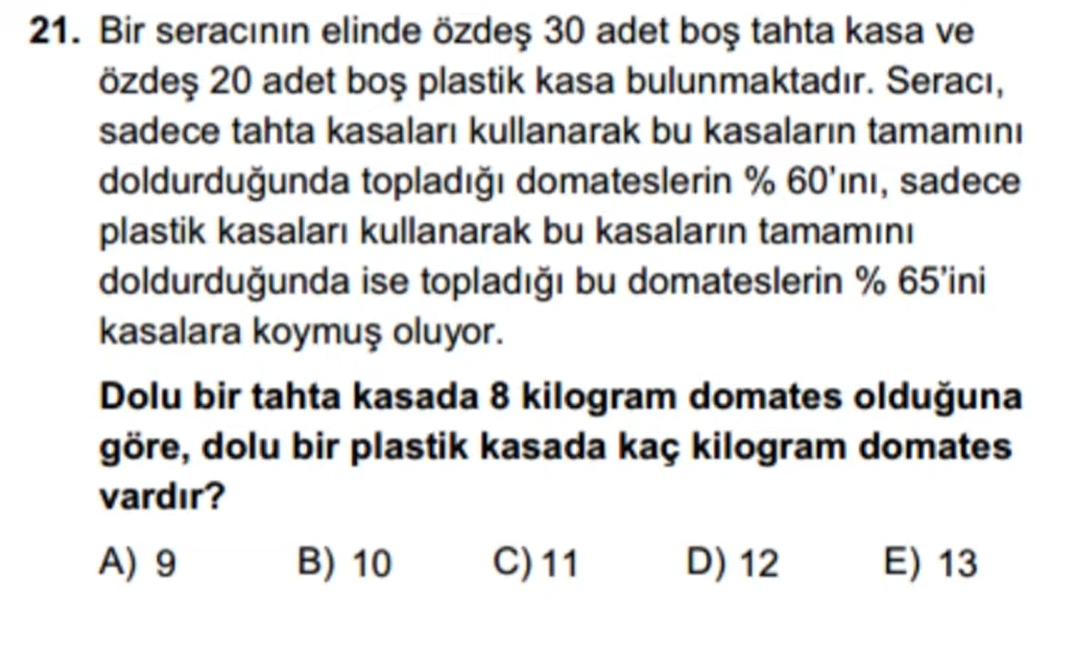 21. Bir seracının elinde özdeş 30 adet boş tahta kasa ve
özdeş 20 adet boş plastik kasa bulunmaktadır. Seracı,
sadece tahta kasaları kullanarak bu kasaların tamamını
doldurduğunda topladığı domateslerin % 60'ını, sadece
plastik kasaları kullanarak bu kasaların tamamını
doldurduğunda ise topladığı bu domateslerin % 65'ini
kasalara koymuş oluyor.
Dolu bir tahta kasada 8 kilogram domates olduğuna
göre, dolu bir plastik kasada kaç kilogram domates
vardır?
A) 9 B) 10 C) 11 D) 12 E) 13